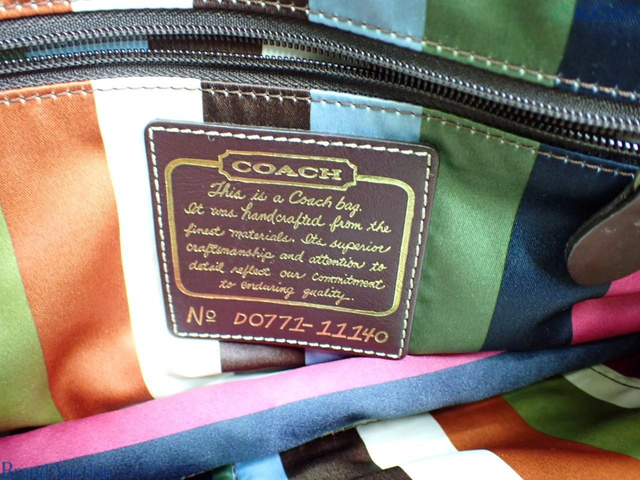 COACH
This is a Coach bag.
It was handcrafted from the
finest materials. Its superior
craftsmanship and attention to
detail reflect our commitment
to enduring quality.
No DO771-11140